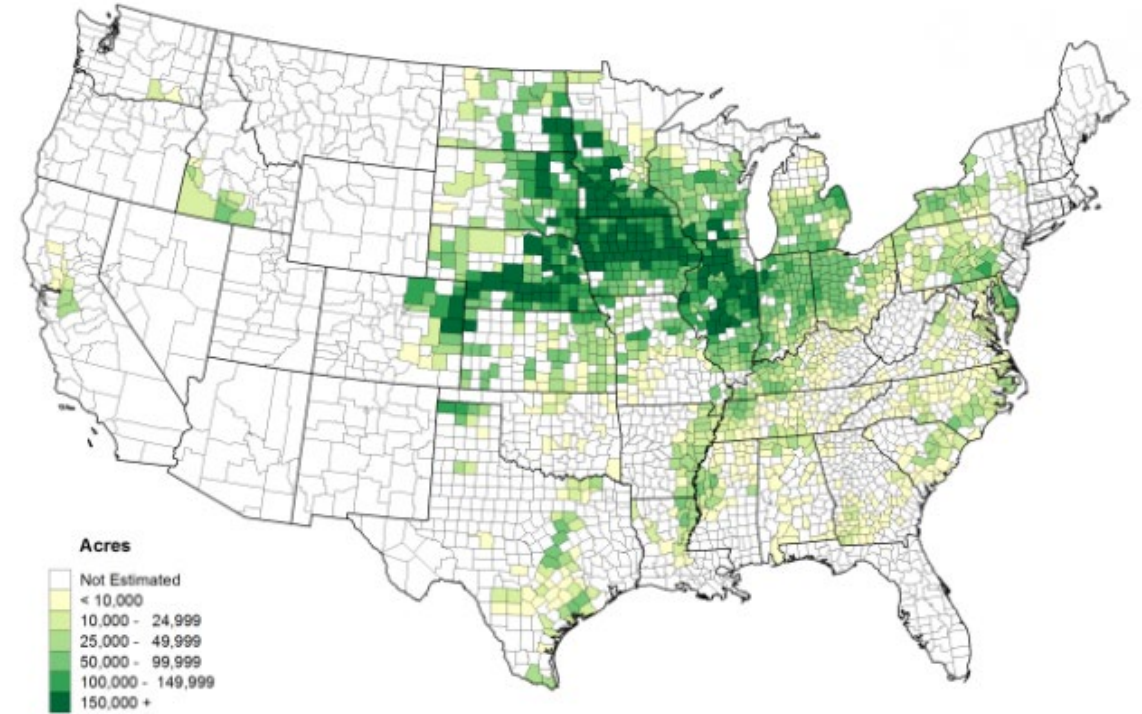 Acres
Not Estimated
< 10,000
10,000 - 24,999
25,000 - 49,999
50,000 - 99,999
100,000 - 149,999
150,000 +